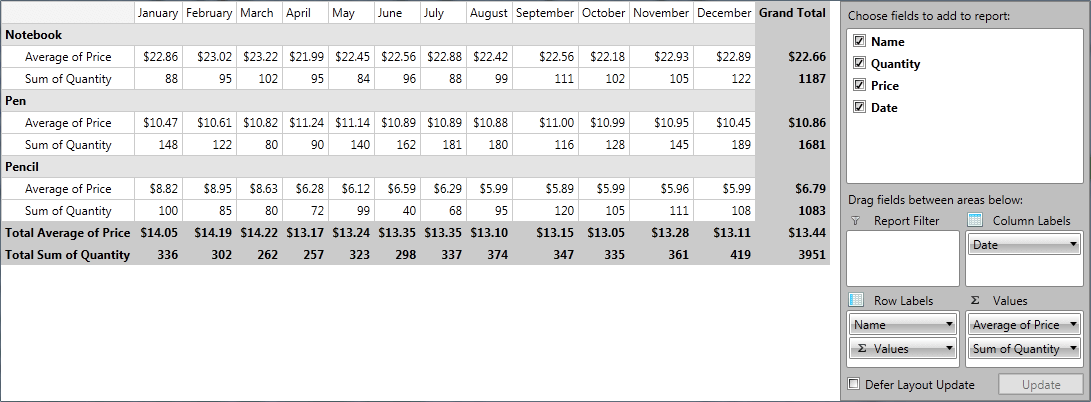 January February March April May June July August September October November December Grand Total
Notebook
Average of Price $22.86 $23.02 $23.22 $21.99 $22.45 $22.56 $22.88 $22.42 $22.56 $22.18 $22.93 $22.89 $22.66
Sum of Quantity 88 95 102 95 84 96 88 99 111 102 105 122 1187
Pen
Average of Price $10.47 $10.61 $10.82 $11.24 $11.14 $10.89 $10.89 $10.88 $11.00 $10.99 $10.95 $10.45 $10.86
Sum of Quantity 148 122 80 90 140 162 181 180 116 128 145 189 1681
Pencil
Average of Price $8.82 $8.95 $8.63 $6.28 $6.12 $6.59 $6.29 $5.99 $5.89 $5.99 $5.96 $5.99 $6.79
Sum of Quantity 100 85 80 72 99 40 68 95 120 105 111 108 1083
Total Average of Price $14.05 $14.19 $14.22 $13.17 $13.24 $13.35 $13.35 $13.10 $13.15 $13.05 $13.28 $13.11 $13.44
Total Sum of Quantity 336 302 262 257 323 298 337 374 347 335 361 419 3951
Choose fields to add to report:
Name
Quantity
Price
Date
Drag fields between areas below:
Report Filter
Column Labels
Date
Row Labels
Σ Values
Name
Average of Price
Σ Values
Sum of Quantity
Defer Layout Update
Update